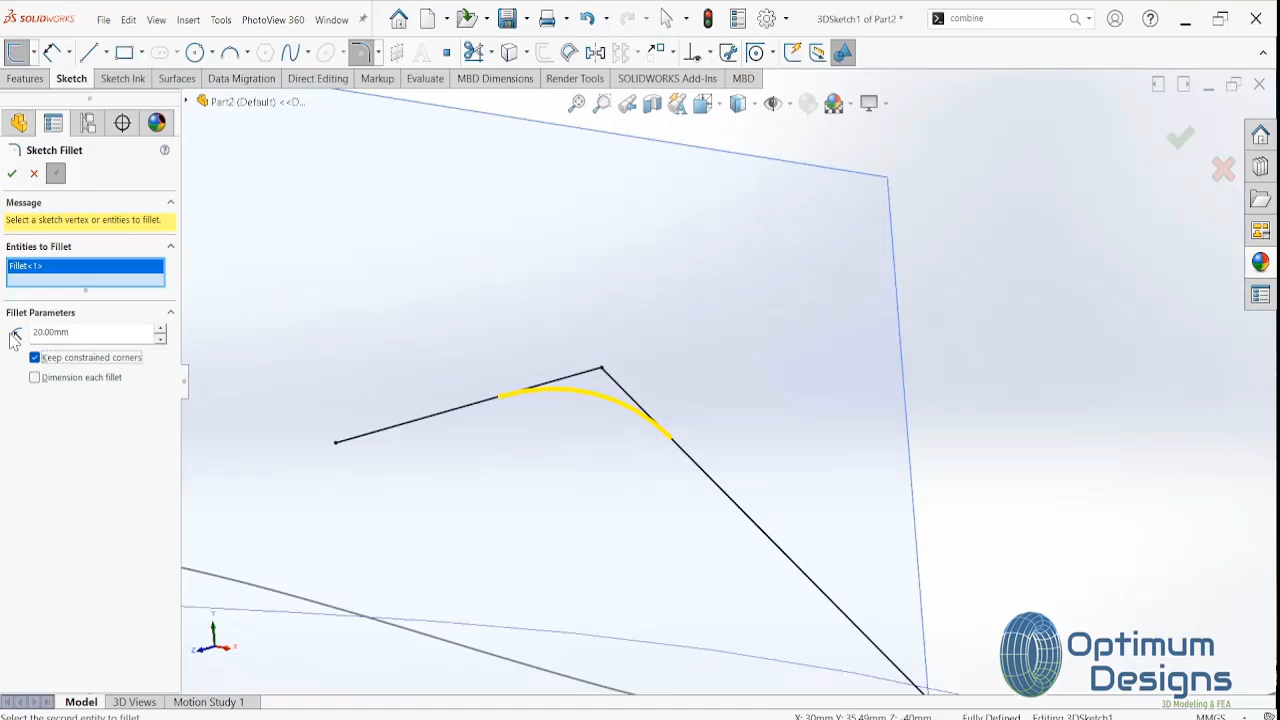 SOLIDWORKS File Edit View Insert Tools PhotoView 360 Window 3DSketch1 of Part2 * combine
Features Sketch Sketch Ink Surfaces Data Migration Direct Editing Markup Evaluate MBD Dimensions Render Tools SOLIDWORKS Add-Ins MBD
Part2 (Default) <<D...
Sketch Fillet
Message
Select a sketch vertex or entities to fillet.
Entities to Fillet
Fillet<1>
Fillet Parameters
20.00mm
Keep constrained corners
Dimension each fillet
Y
Z
X
Optimum
Designs
3D Modeling & FEA
Model 3D Views Motion Study 1
Select the second entity to fillet. X: 30mm Y: 35.49mm Z: -40mm Fully Defined Editing 3DSketch1 MMGS